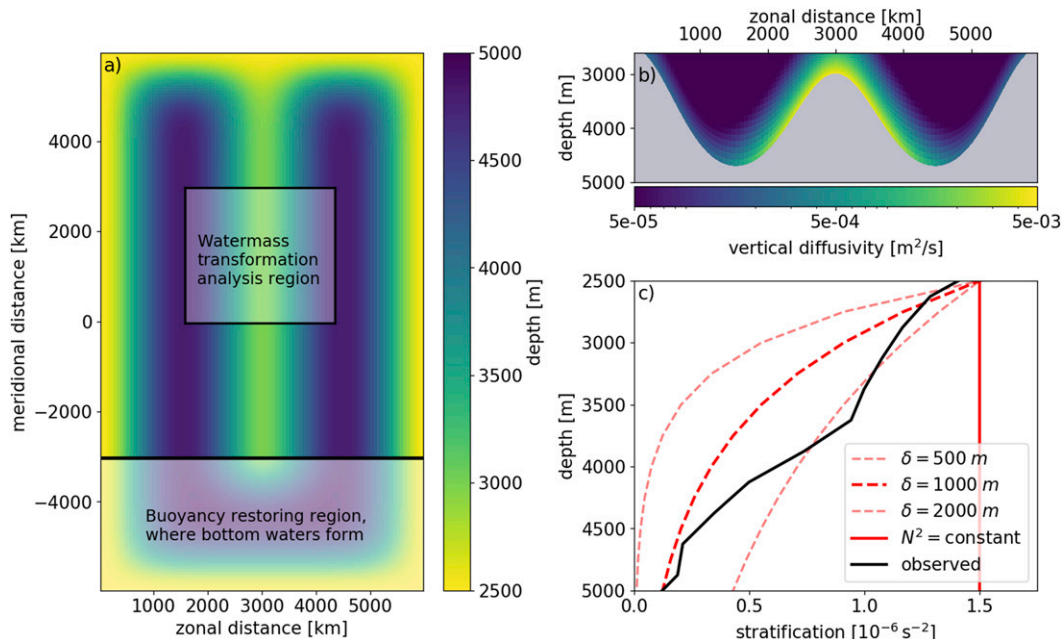 a)
4000
2000
0
−2000
−4000
meridional distance [km]
1000 2000 3000 4000 5000
zonal distance [km]
Watermass
transformation
analysis region
Buoyancy restoring region,
where bottom waters form
5000
4500
4000
3500
3000
2500
depth [m]
zonal distance [km]
1000 2000 3000 4000 5000
b)
3000
4000
5000
depth [m]
5e-05 5e-04 5e-03
vertical diffusivity [m²/s]
c)
2500
3000
3500
4000
4500
5000
depth [m]
δ = 500 m
δ = 1000 m
δ = 2000 m
N² = constant
observed
0.0 0.5 1.0 1.5
stratification [10⁻⁶ s⁻²]